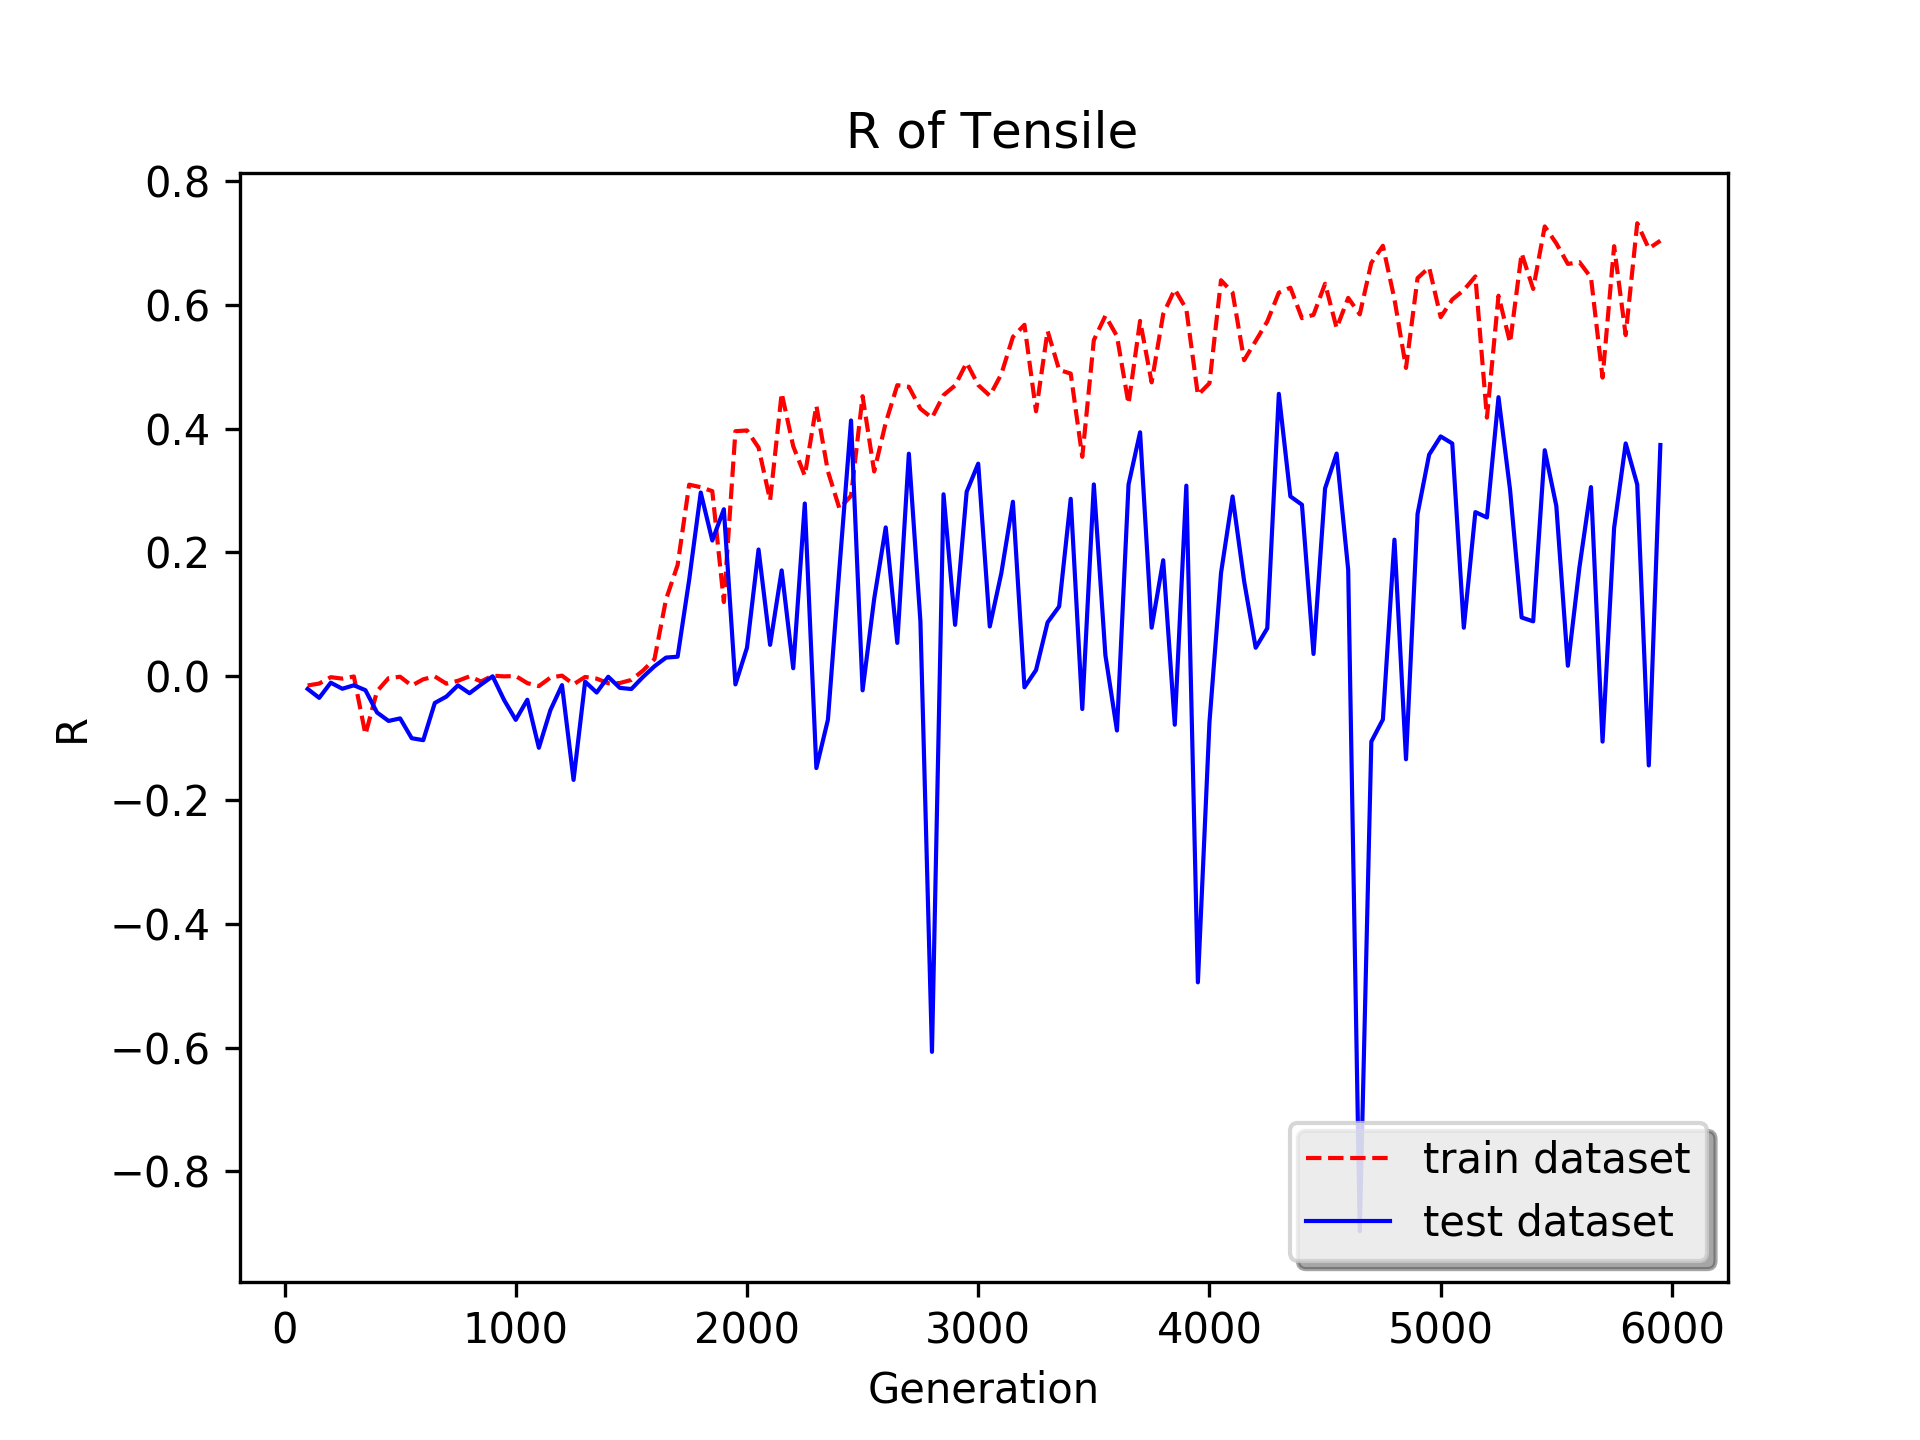 R of Tensile
0.8
0.6
0.4
0.2
0.0
−0.2
−0.4
−0.6
−0.8
R
train dataset
test dataset
0 1000 2000 3000 4000 5000 6000
Generation